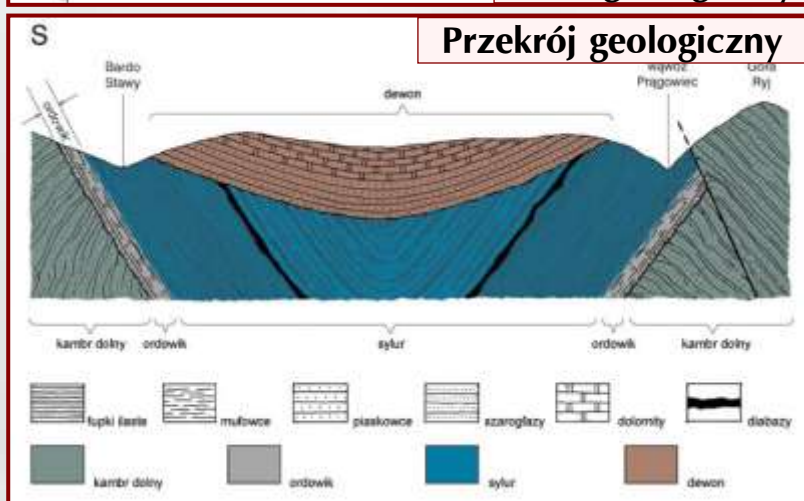 Przekrój geologiczny
S
Bardo
Stawy
wąwóz
Prągowiec
Góra
Ryj
ordowik
dewon
kambr dolny
ordowik
sylur
ordowik
kambr dolny
łupki ilaste
mułowce
piaskowce
szarogłazy
dolomity
diabazy
kambr dolny
ordowik
sylur
dewon